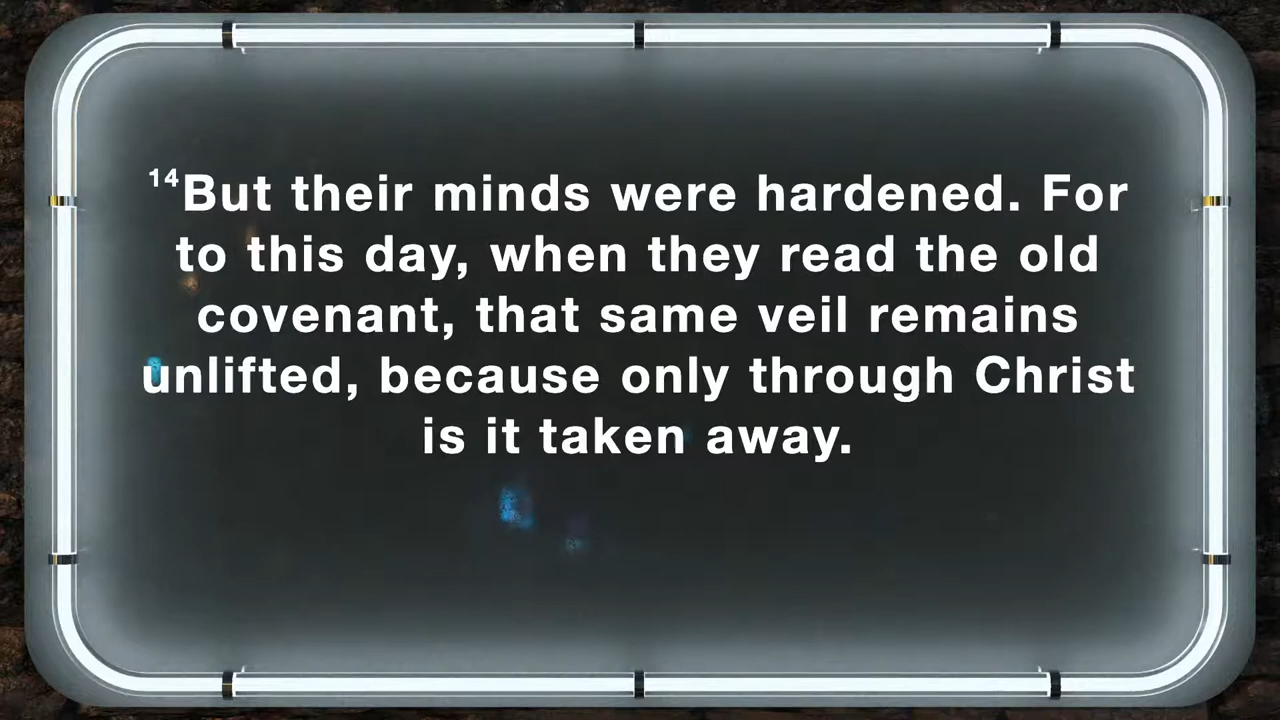 14But their minds were hardened. For
to this day, when they read the old
covenant, that same veil remains
unlifted, because only through Christ
is it taken away.